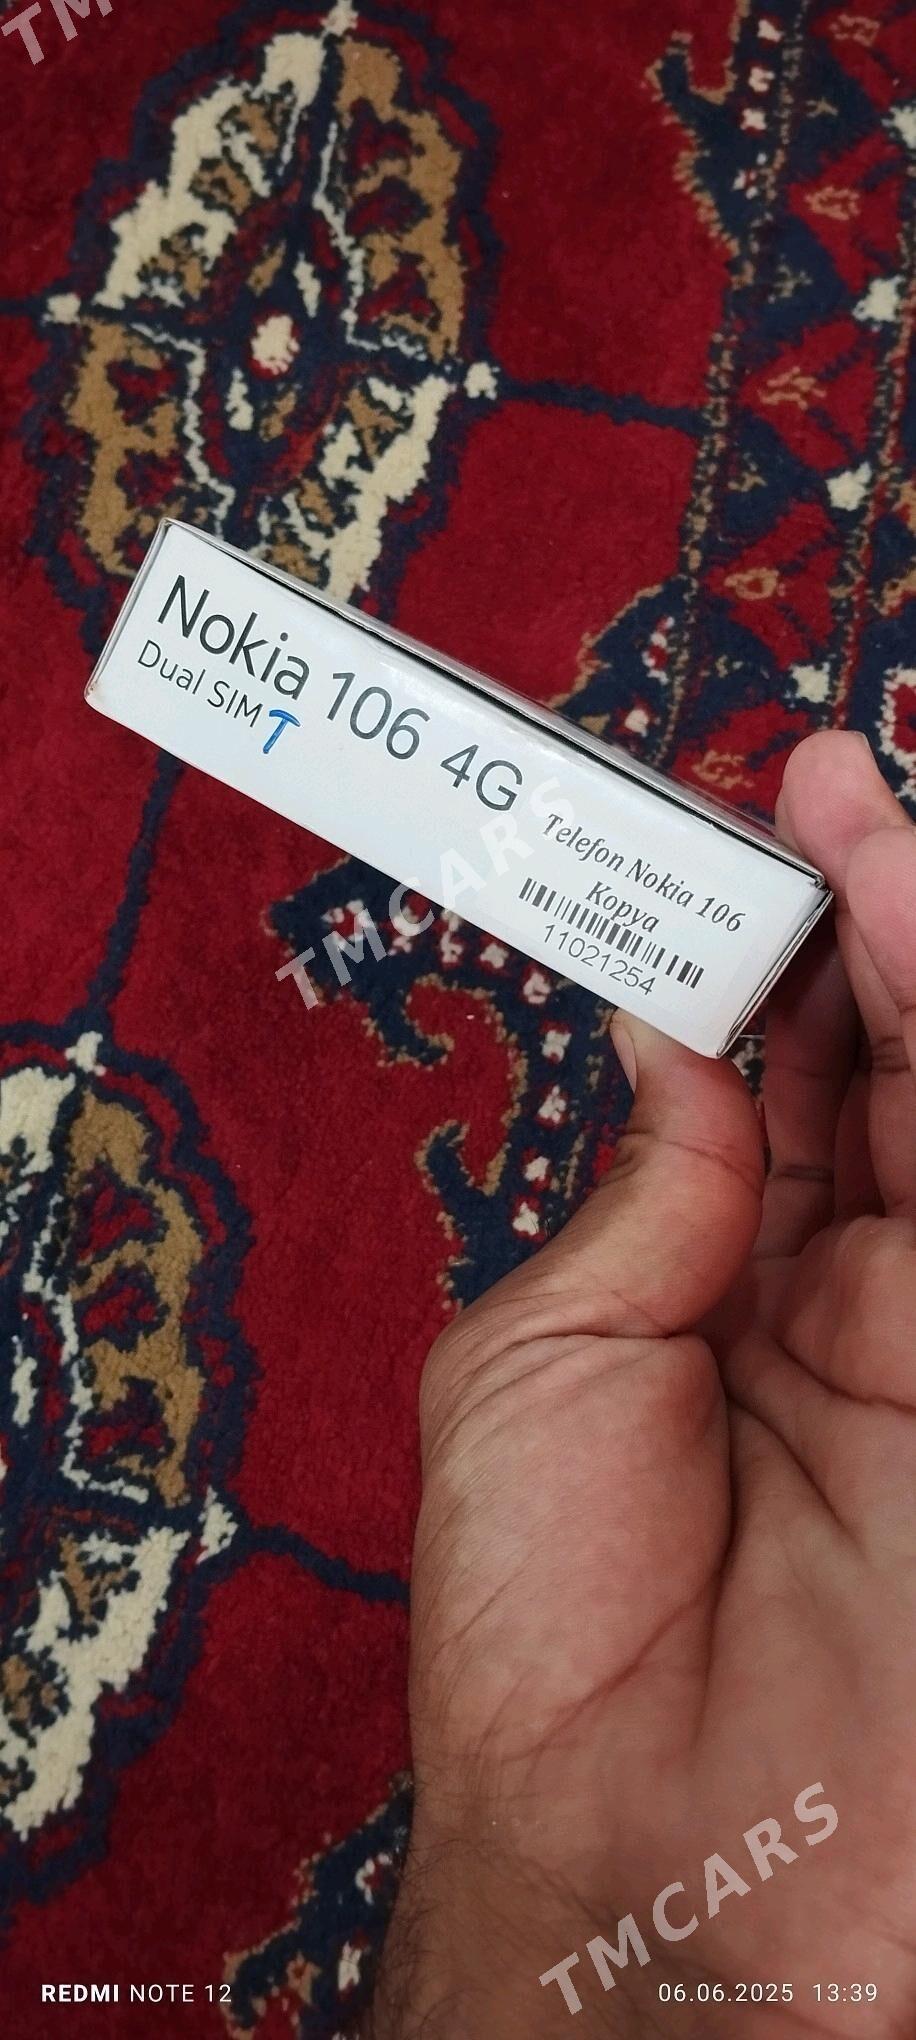 TM
Nokia 106 4G
Dual SIM T
Telefon Nokia 106
Kopya
11021254
TMCARS
TMCARS
REDMI NOTE 12
06.06.2025 13:39